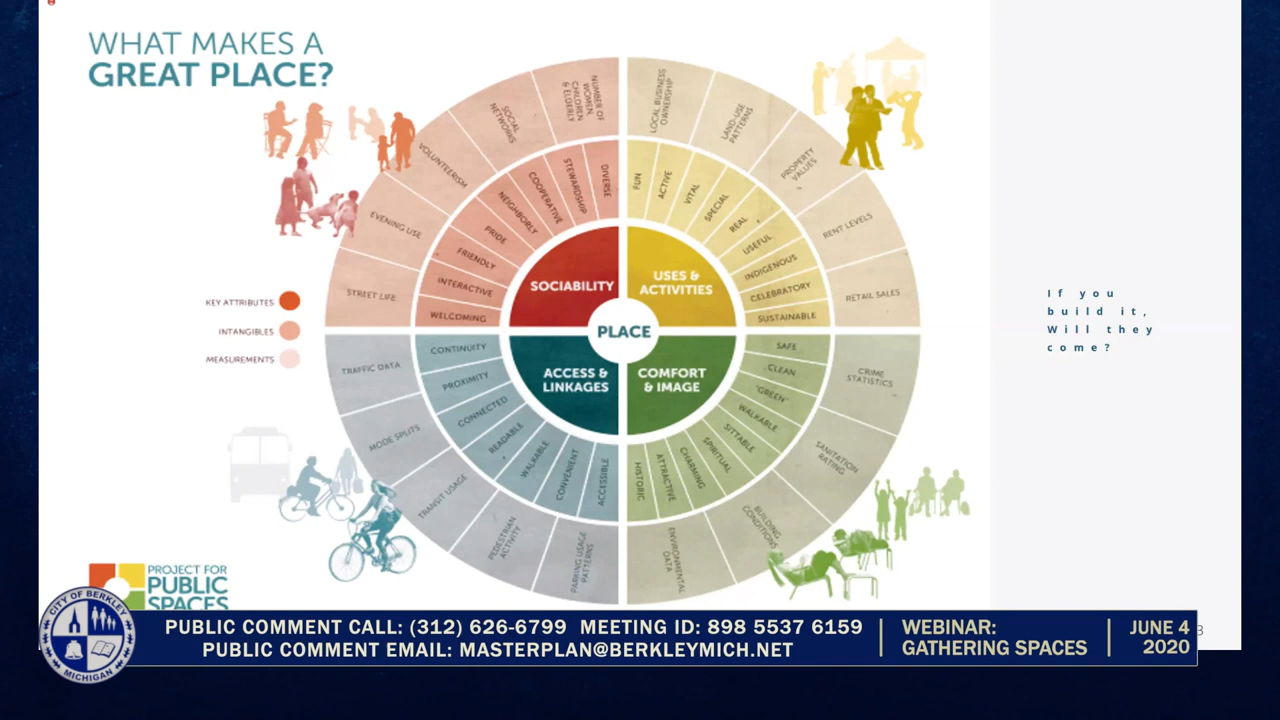 WHAT MAKES A
GREAT PLACE?
NUMBER OF
WOMEN
CHILDREN
& ELDERLY
SOCIAL
NETWORKS
VOLUNTEERISM
EVENING USE
STREET LIFE
DIVERSE
STEWARDSHIP
COOPERATIVE
NEIGHBORLY
PRIDE
FRIENDLY
INTERACTIVE
WELCOMING
SOCIABILITY
LOCAL BUSINESS
OWNERSHIP
LAND-USE
PATTERNS
PROPERTY
VALUES
RENT LEVELS
RETAIL SALES
FUN
ACTIVE
VITAL
SPECIAL
REAL
USEFUL
INDIGENOUS
CELEBRATORY
SUSTAINABLE
USES &
ACTIVITIES
PLACE
KEY ATTRIBUTES
INTANGIBLES
MEASUREMENTS
ACCESS &
LINKAGES
CONTINUITY
PROXIMITY
CONNECTED
READABLE
WALKABLE
CONVENIENT
ACCESSIBLE
TRAFFIC DATA
MODE SPLITS
TRANSIT USAGE
PEDESTRIAN
ACTIVITY
PARKING USAGE
PATTERNS
COMFORT
& IMAGE
SAFE
CLEAN
"GREEN"
WALKABLE
SITTABLE
SPIRITUAL
CHARMING
ATTRACTIVE
HISTORIC
CRIME
STATISTICS
SANITATION
RATING
BUILDING
CONDITIONS
ENVIRONMENTAL
DATA
If you
build it,
Will they
come?
PROJECT FOR
PUBLIC
SPACES
CITY OF BERKLEY
MICHIGAN
PUBLIC COMMENT CALL: (312) 626-6799 MEETING ID: 898 5537 6159
PUBLIC COMMENT EMAIL: MASTERPLAN@BERKLEYMICH.NET
WEBINAR:
GATHERING SPACES
JUNE 4
2020
3